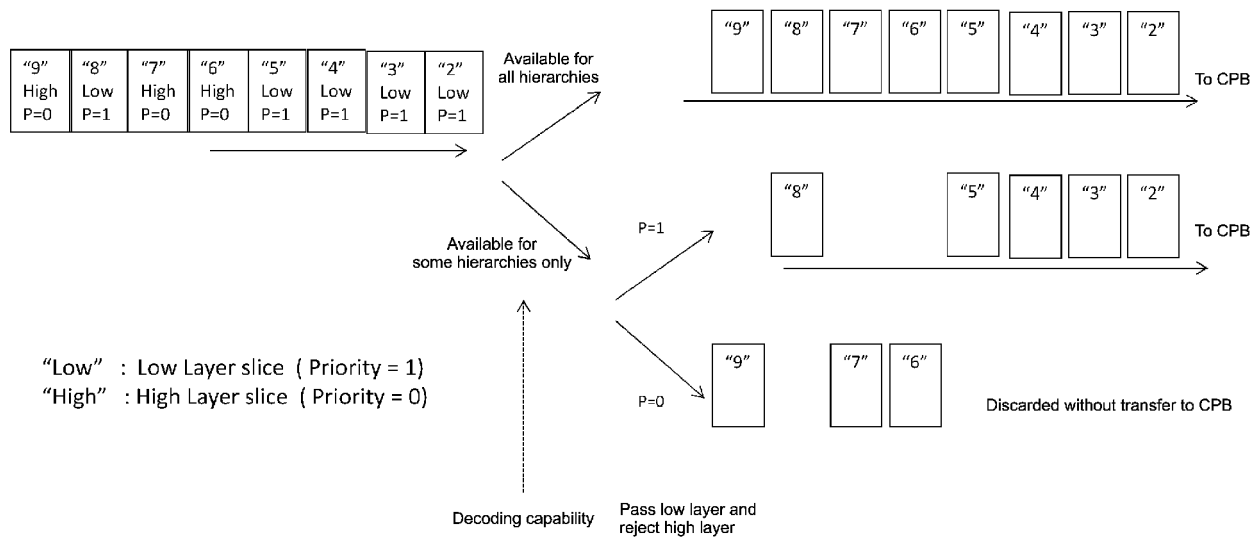 “9” “8” “7” “6” “5” “4” “3” “2”
High Low High High Low Low Low Low
P=0 P=1 P=0 P=0 P=1 P=1 P=1 P=1
Available for
all hierarchies
“9” “8” “7” “6” “5” “4” “3” “2”
To CPB
Available for
some hierarchies only
P=1
“8” “5” “4” “3” “2”
To CPB
“Low” : Low Layer slice ( Priority = 1)
“High” : High Layer slice ( Priority = 0)
P=0
“9” “7” “6”
Discarded without transfer to CPB
Decoding capability
Pass low layer and
reject high layer